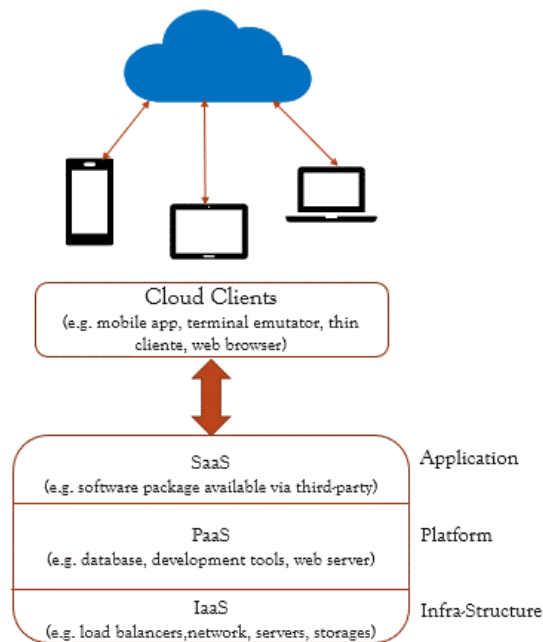 Cloud Clients
(e.g. mobile app, terminal emutator, thin
cliente, web browser)
SaaS
(e.g. software package available via third-party)
Application
PaaS
(e.g. database, development tools, web server)
Platform
IaaS
(e.g. load balancers,network, servers, storages)
Infra-Structure